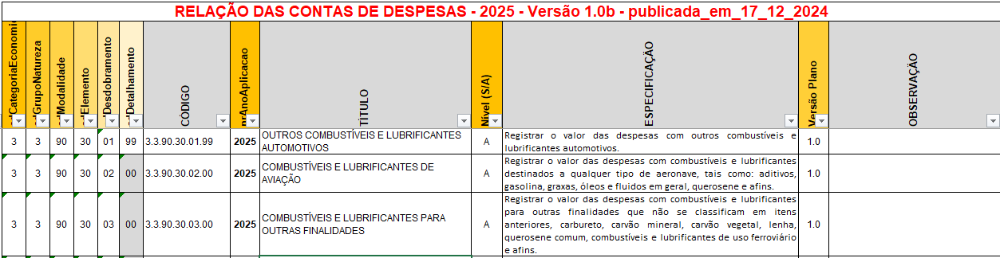 RELAÇÃO DAS CONTAS DE DESPESAS - 2025 - Versão 1.0b - publicada_em_17_12_2024
dCategoriaEconomi
dGrupoNatureza
dModalidade
dElemento
dDesdobramento
dDetalhamento
CÓDIGO
nrAnoAplicacao
TÍTULO
Nível (S/A)
ESPECIFICAÇÃO
Versão Plano
OBSERVAÇÃO
3 3 90 30 01 99 3.3.90.30.01.99 2025
OUTROS COMBUSTÍVEIS E LUBRIFICANTES
AUTOMOTIVOS
A
Registrar o valor das despesas com outros combustíveis e
lubrificantes automotivos.
1.0
3 3 90 30 02 00 3.3.90.30.02.00 2025
COMBUSTÍVEIS E LUBRIFICANTES DE
AVIAÇÃO
A
Registrar o valor das despesas com combustíveis e lubrificantes
destinados a qualquer tipo de aeronave, tais como: aditivos,
gasolina, graxas, óleos e fluidos em geral, querosene e afins.
1.0
3 3 90 30 03 00 3.3.90.30.03.00 2025
COMBUSTÍVEIS E LUBRIFICANTES PARA
OUTRAS FINALIDADES
A
Registrar o valor das despesas com combustíveis e lubrificantes
para outras finalidades que não se classificam em itens
anteriores, carbureto, carvão mineral, carvão vegetal, lenha,
querosene comum, combustíveis e lubrificantes de uso ferroviário
e afins.
1.0